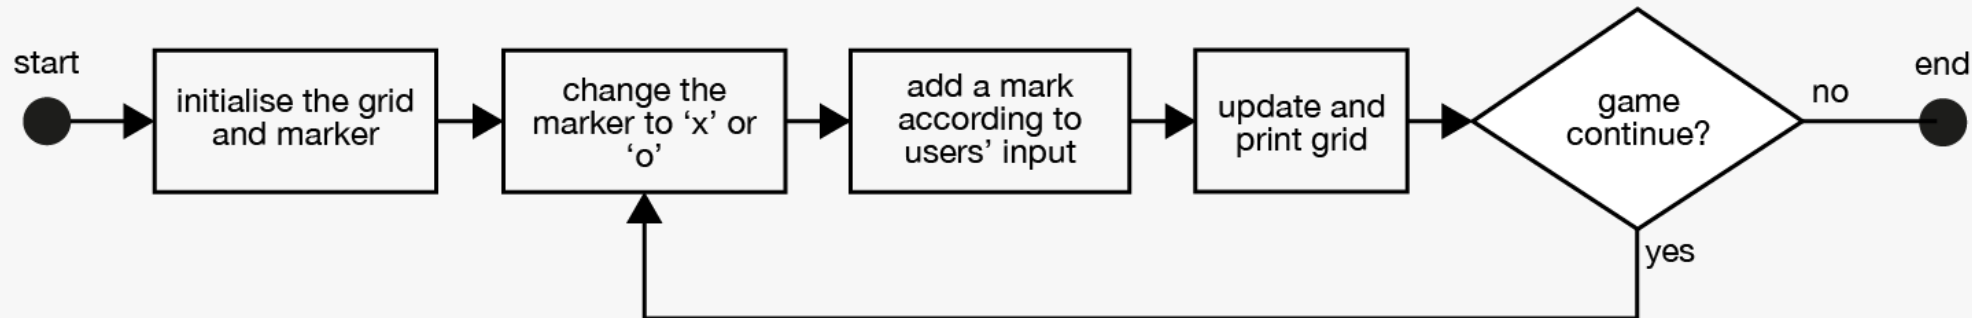 start
initialise the grid
and marker
change the
marker to ‘x’ or
‘o’
add a mark
according to
users’ input
update and
print grid
game
continue?
no
end
yes